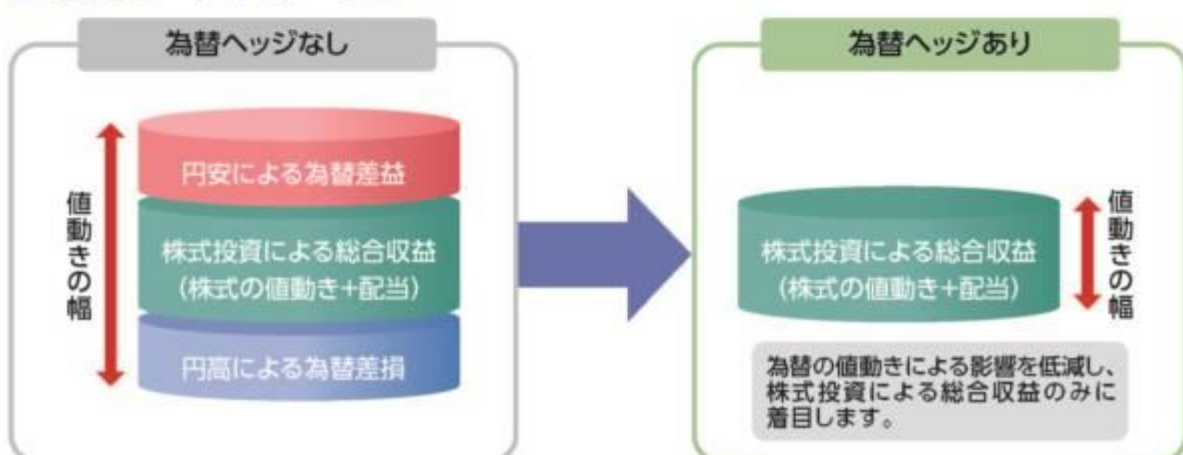 為替ヘッジなし
値動きの幅
円安による為替差益
株式投資による総合収益
(株式の値動き+配当)
円高による為替差損
為替ヘッジあり
株式投資による総合収益
(株式の値動き+配当)
値動きの幅
為替の値動きによる影響を低減し、
株式投資による総合収益のみに
着目します。